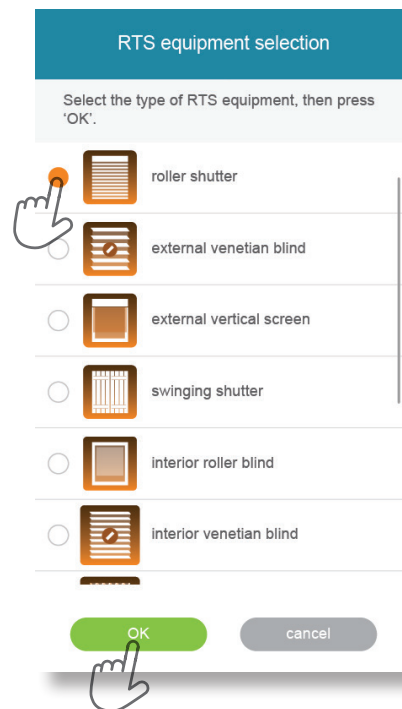 RTS equipment selection
Select the type of RTS equipment, then press
‘OK’.
roller shutter
external venetian blind
external vertical screen
swinging shutter
interior roller blind
interior venetian blind
OK
cancel